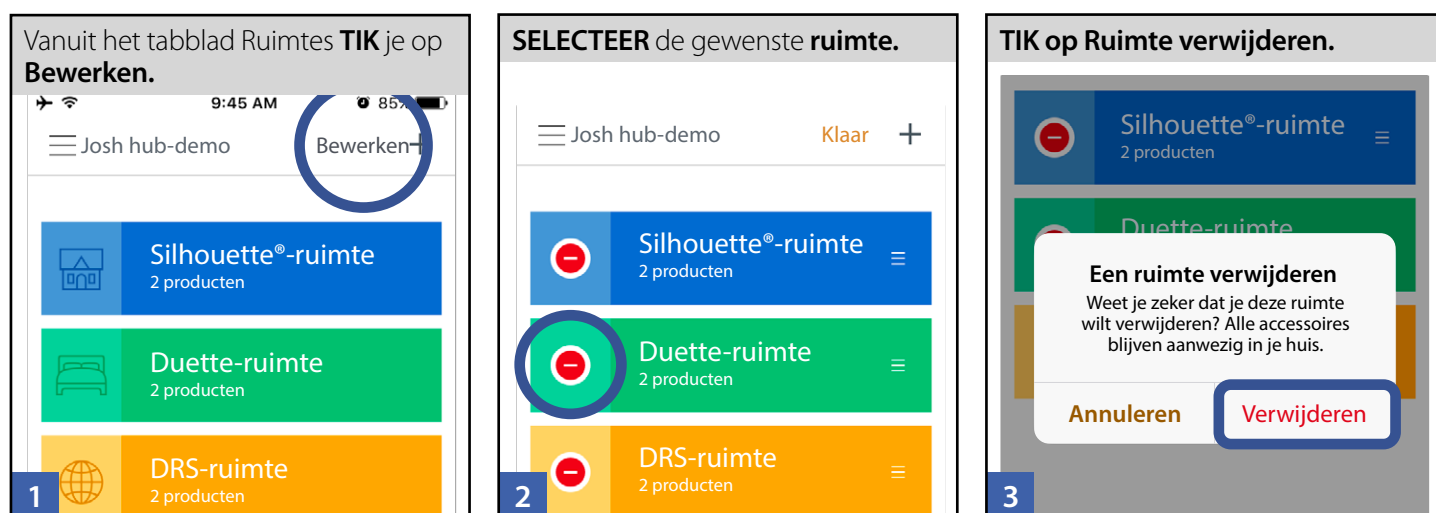 Vanuit het tabblad Ruimtes TIK je op
Bewerken.
9:45 AM
85%
Josh hub-demo
Bewerken+
Silhouette®-ruimte
2 producten
Duette-ruimte
2 producten
DRS-ruimte
2 producten
1
SELECTEER de gewenste ruimte.
Josh hub-demo
Klaar +
Silhouette®-ruimte
2 producten
Duette-ruimte
2 producten
DRS-ruimte
2 producten
2
TIK op Ruimte verwijderen.
Silhouette®-ruimte
2 producten
Duette-ruimte
Een ruimte verwijderen
Weet je zeker dat je deze ruimte
wilt verwijderen? Alle accessoires
blijven aanwezig in je huis.
Annuleren
Verwijderen
3